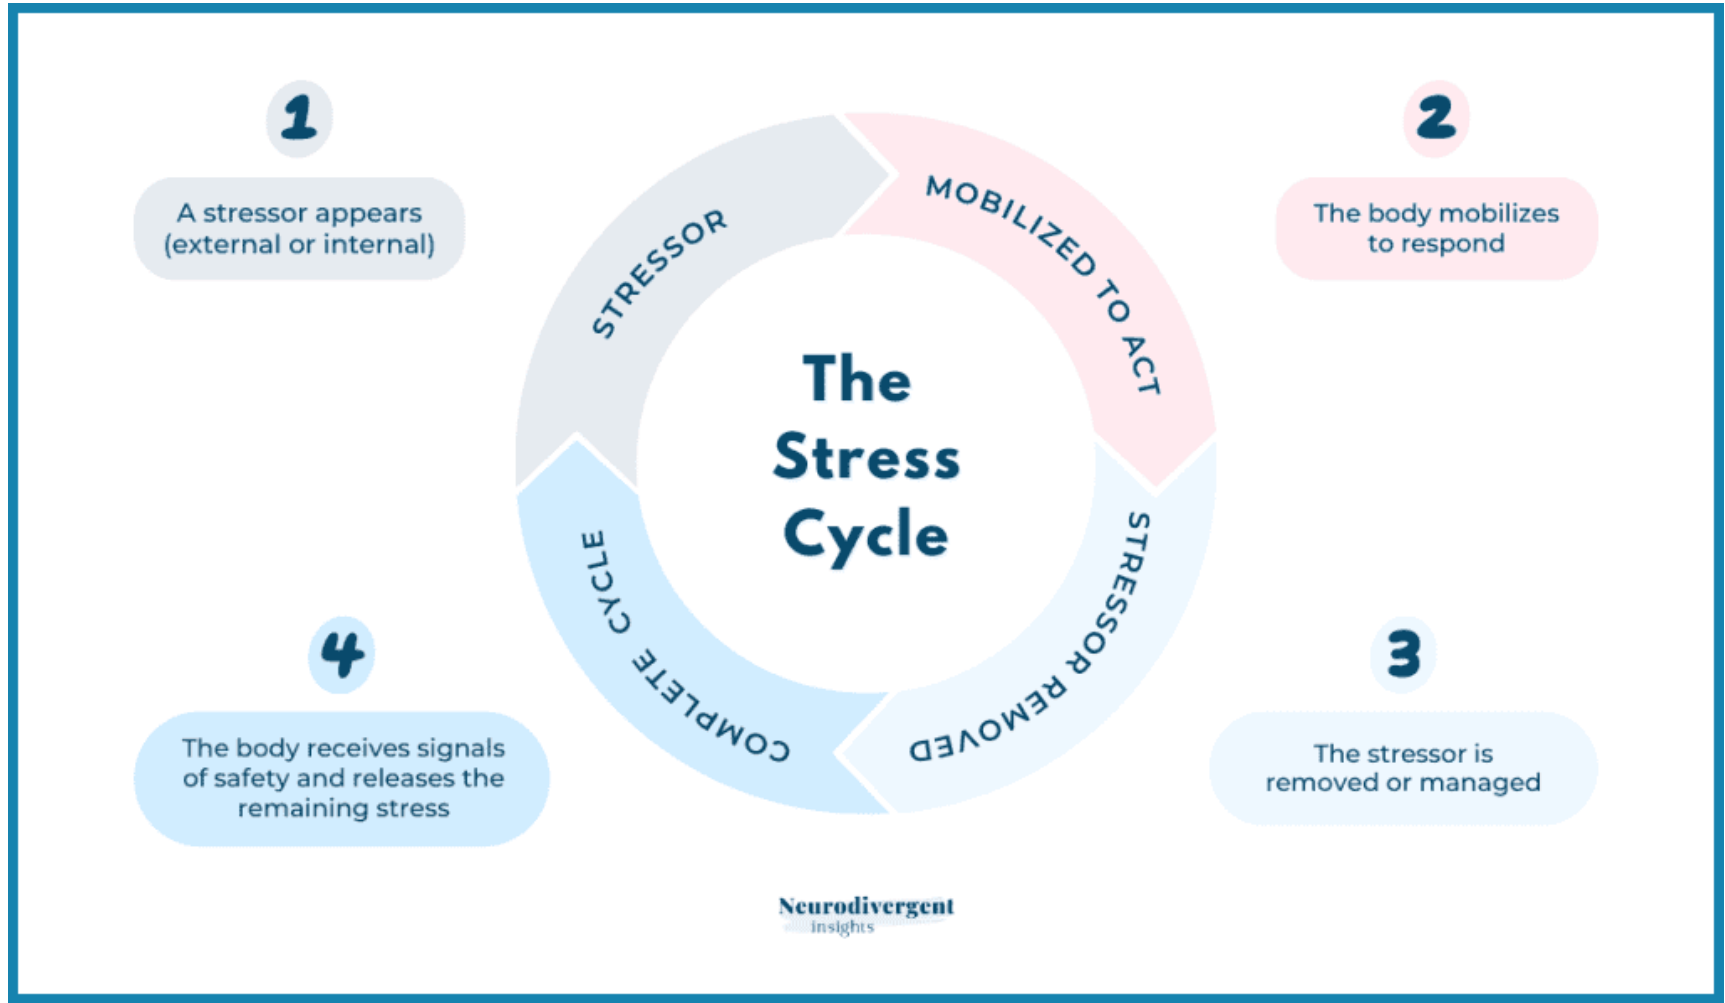 1
A stressor appears
(external or internal)
2
The body mobilizes
to respond
STRESSOR
MOBILIZED TO ACT
The
Stress
Cycle
STRESSOR REMOVED
COMPLETE CYCLE
3
The stressor is
removed or managed
4
The body receives signals
of safety and releases the
remaining stress
Neurodivergent
insights